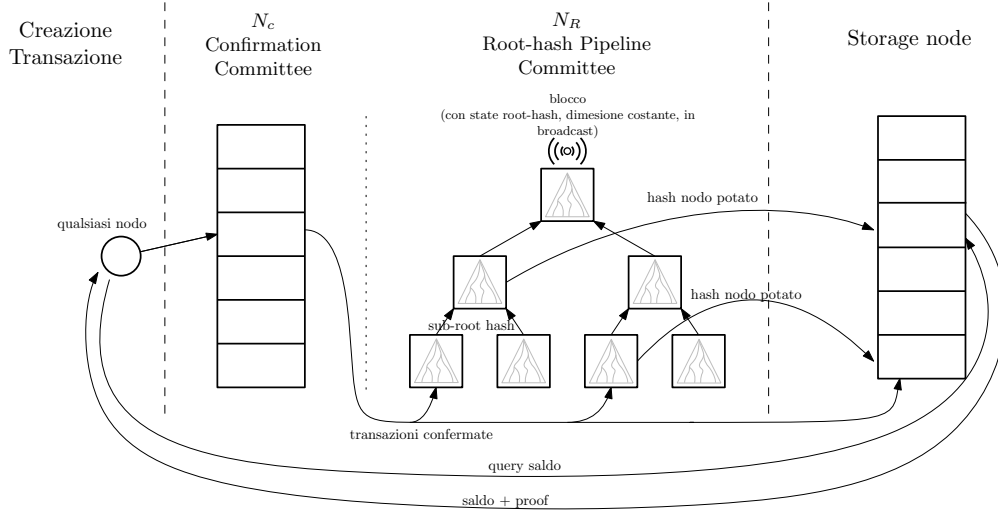 Creazione
Transazione
N_c
Confirmation
Committee
N_R
Root-hash Pipeline
Committee
Storage node
blocco
(con state root-hash, dimesione costante, in
broadcast)
qualsiasi nodo
hash nodo potato
hash nodo potato
sub-root hash
transazioni confermate
query saldo
saldo + proof